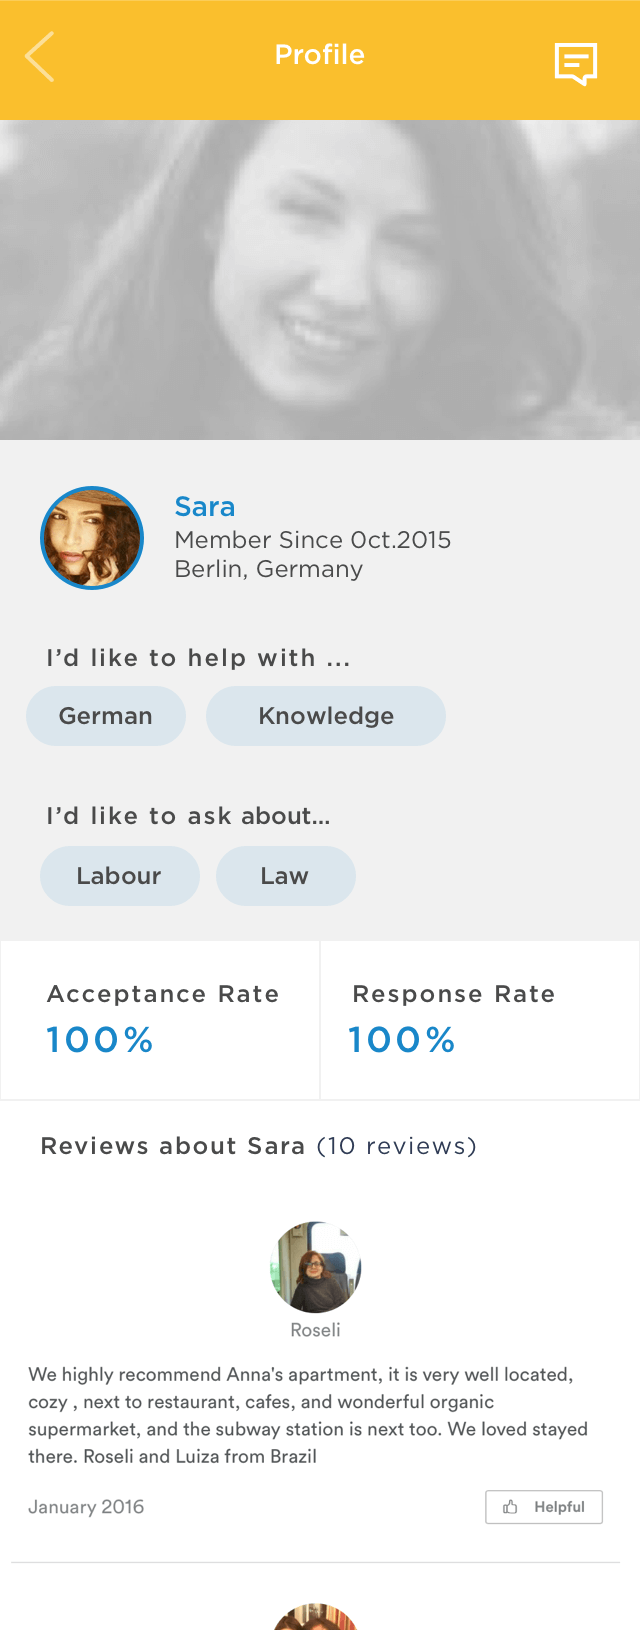 Profile
Sara
Member Since Oct.2015
Berlin, Germany
I’d like to help with ...
German
Knowledge
I’d like to ask about...
Labour
Law
Acceptance Rate
Response Rate
100%
100%
Reviews about Sara (10 reviews)
Roseli
We highly recommend Anna's apartment, it is very well located,
cozy , next to restaurant, cafes, and wonderful organic
supermarket, and the subway station is next too. We loved stayed
there. Roseli and Luiza from Brazil
January 2016
Helpful